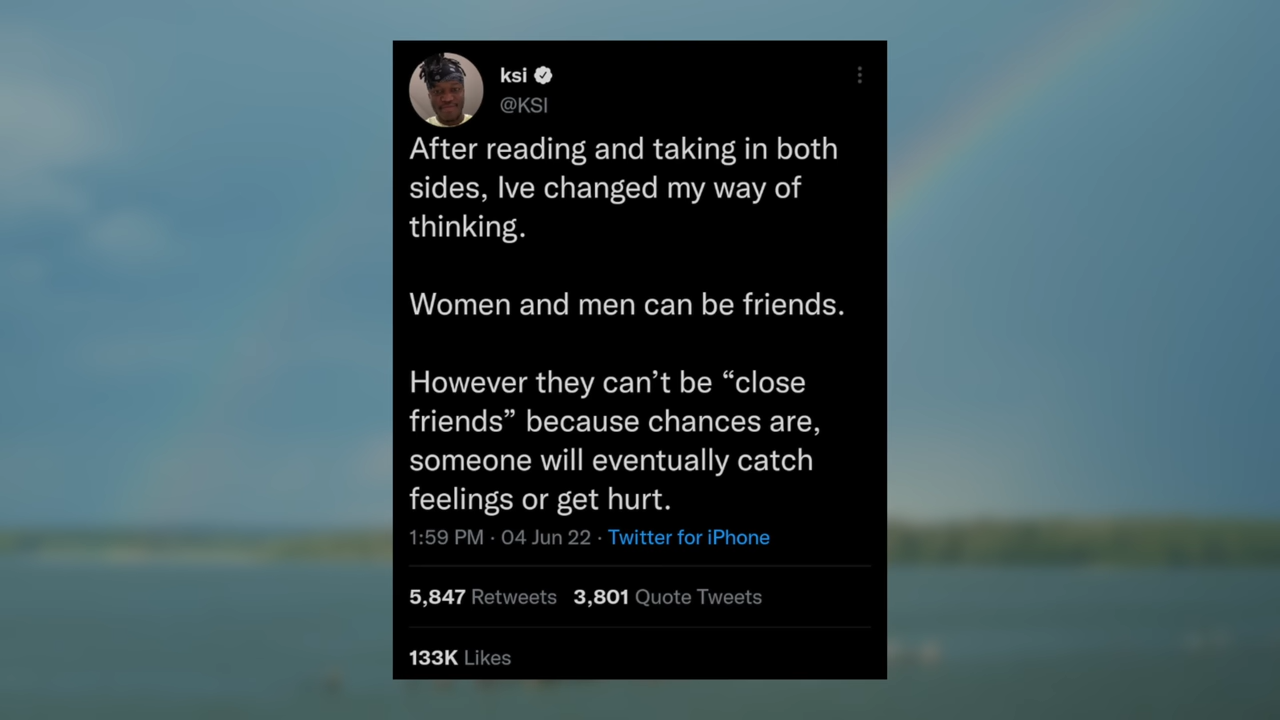 ksi
@KSI
After reading and taking in both
sides, Ive changed my way of
thinking.
Women and men can be friends.
However they can’t be “close
friends” because chances are,
someone will eventually catch
feelings or get hurt.
1:59 PM · 04 Jun 22 · Twitter for iPhone
5,847 Retweets 3,801 Quote Tweets
133K Likes